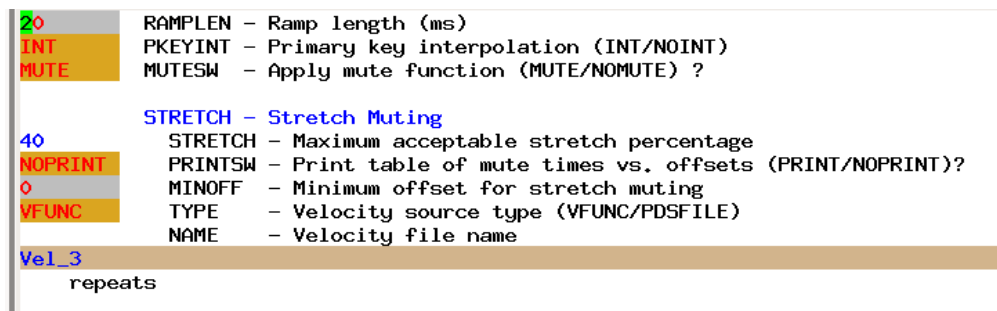 20 RAMPLEN - Ramp length (ms)
INT PKEYINT - Primary key interpolation (INT/NOINT)
MUTE MUTESW - Apply mute function (MUTE/NOMUTE) ?
STRETCH - Stretch Muting
40 STRETCH - Maximum acceptable stretch percentage
NOPRINT PRINTSW - Print table of mute times vs. offsets (PRINT/NOPRINT)?
0 MINOFF - Minimum offset for stretch muting
VFUNC TYPE - Velocity source type (VFUNC/PDSFILE)
NAME - Velocity file name
Vel_3
repeats